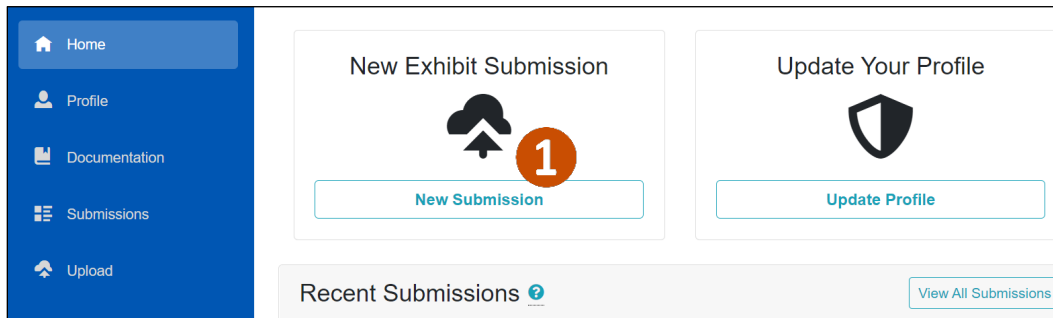 Home
Profile
Documentation
Submissions
Upload
New Exhibit Submission
1
New Submission
Update Your Profile
Update Profile
Recent Submissions ?
View All Submissions